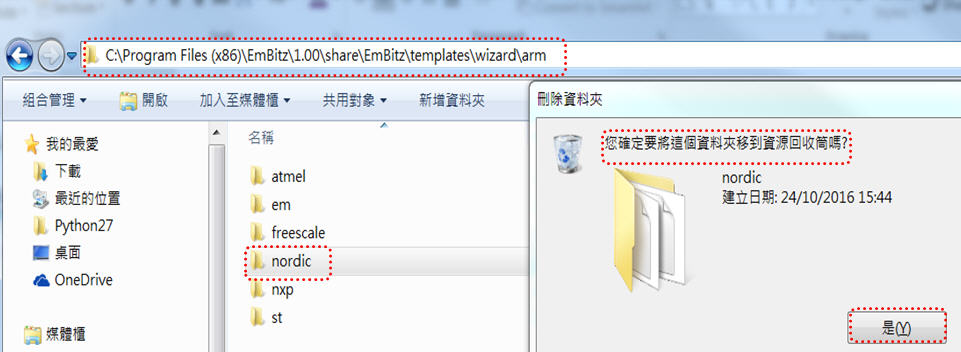 C:\Program Files (x86)\EmBitz\1.00\share\EmBitz\templates\wizard\arm
組合管理 開啟 加入至媒體櫃 共用對象 新增資料夾
我的最愛
下載
最近的位置
Python27
桌面
OneDrive
媒體櫃
名稱
atmel
em
freescale
nordic
nxp
st
刪除資料夾
您確定要將這個資料夾移到資源回收筒嗎?
nordic
建立日期: 24/10/2016 15:44
是(Y)